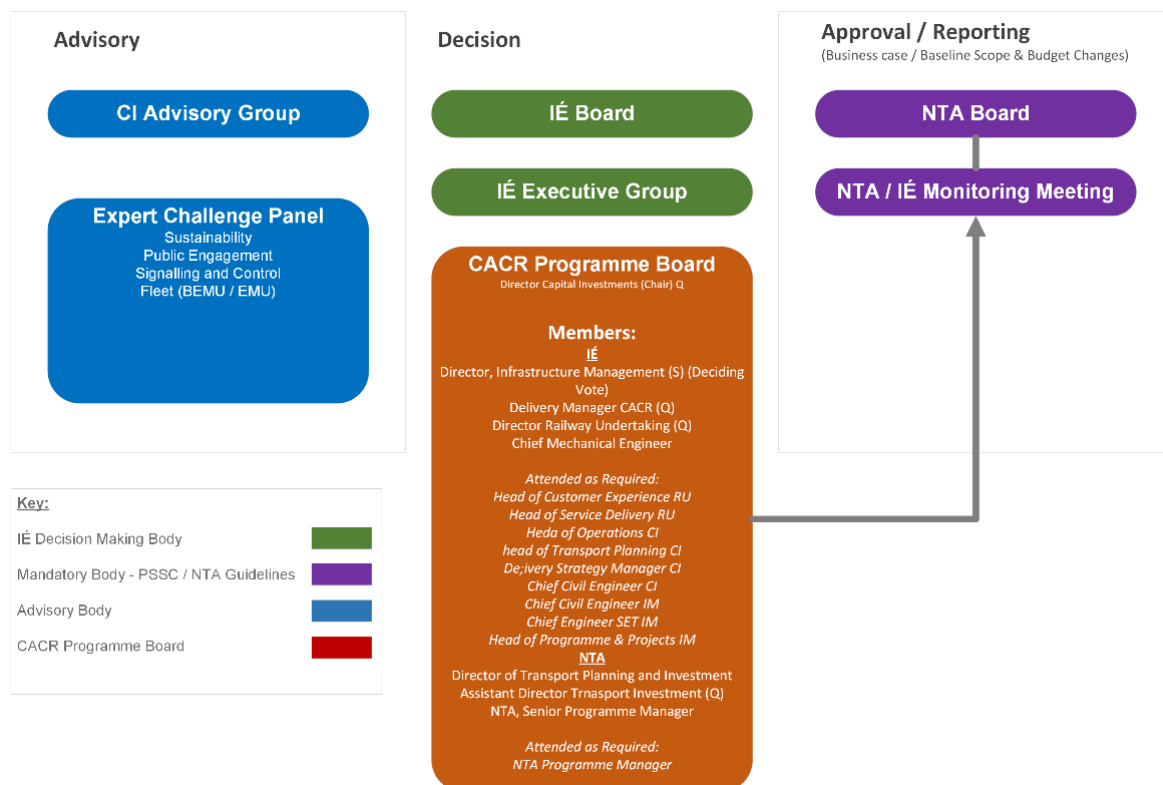 Advisory
CI Advisory Group
Expert Challenge Panel
Sustainability
Public Engagement
Signalling and Control
Fleet (BEMU / EMU)
Decision
IÉ Board
IÉ Executive Group
CACR Programme Board
Director Capital Investments (Chair) Q
Members:
IÉ
Director, Infrastructure Management (S) (Deciding
Vote)
Delivery Manager CACR (Q)
Director Railway Undertaking (Q)
Chief Mechanical Engineer
Attended as Required:
Head of Customer Experience RU
Head of Service Delivery RU
Heda of Operations CI
head of Transport Planning CI
De;ivery Strategy Manager CI
Chief Civil Engineer CI
Chief Civil Engineer IM
Chief Engineer SET IM
Head of Programme & Projects IM
NTA
Director of Transport Planning and Investment
Assistant Director Trnasport Investment (Q)
NTA, Senior Programme Manager
Attended as Required:
NTA Programme Manager
Approval / Reporting
(Business case / Baseline Scope & Budget Changes)
NTA Board
NTA / IÉ Monitoring Meeting
Key:
IÉ Decision Making Body
Mandatory Body - PSSC / NTA Guidelines
Advisory Body
CACR Programme Board